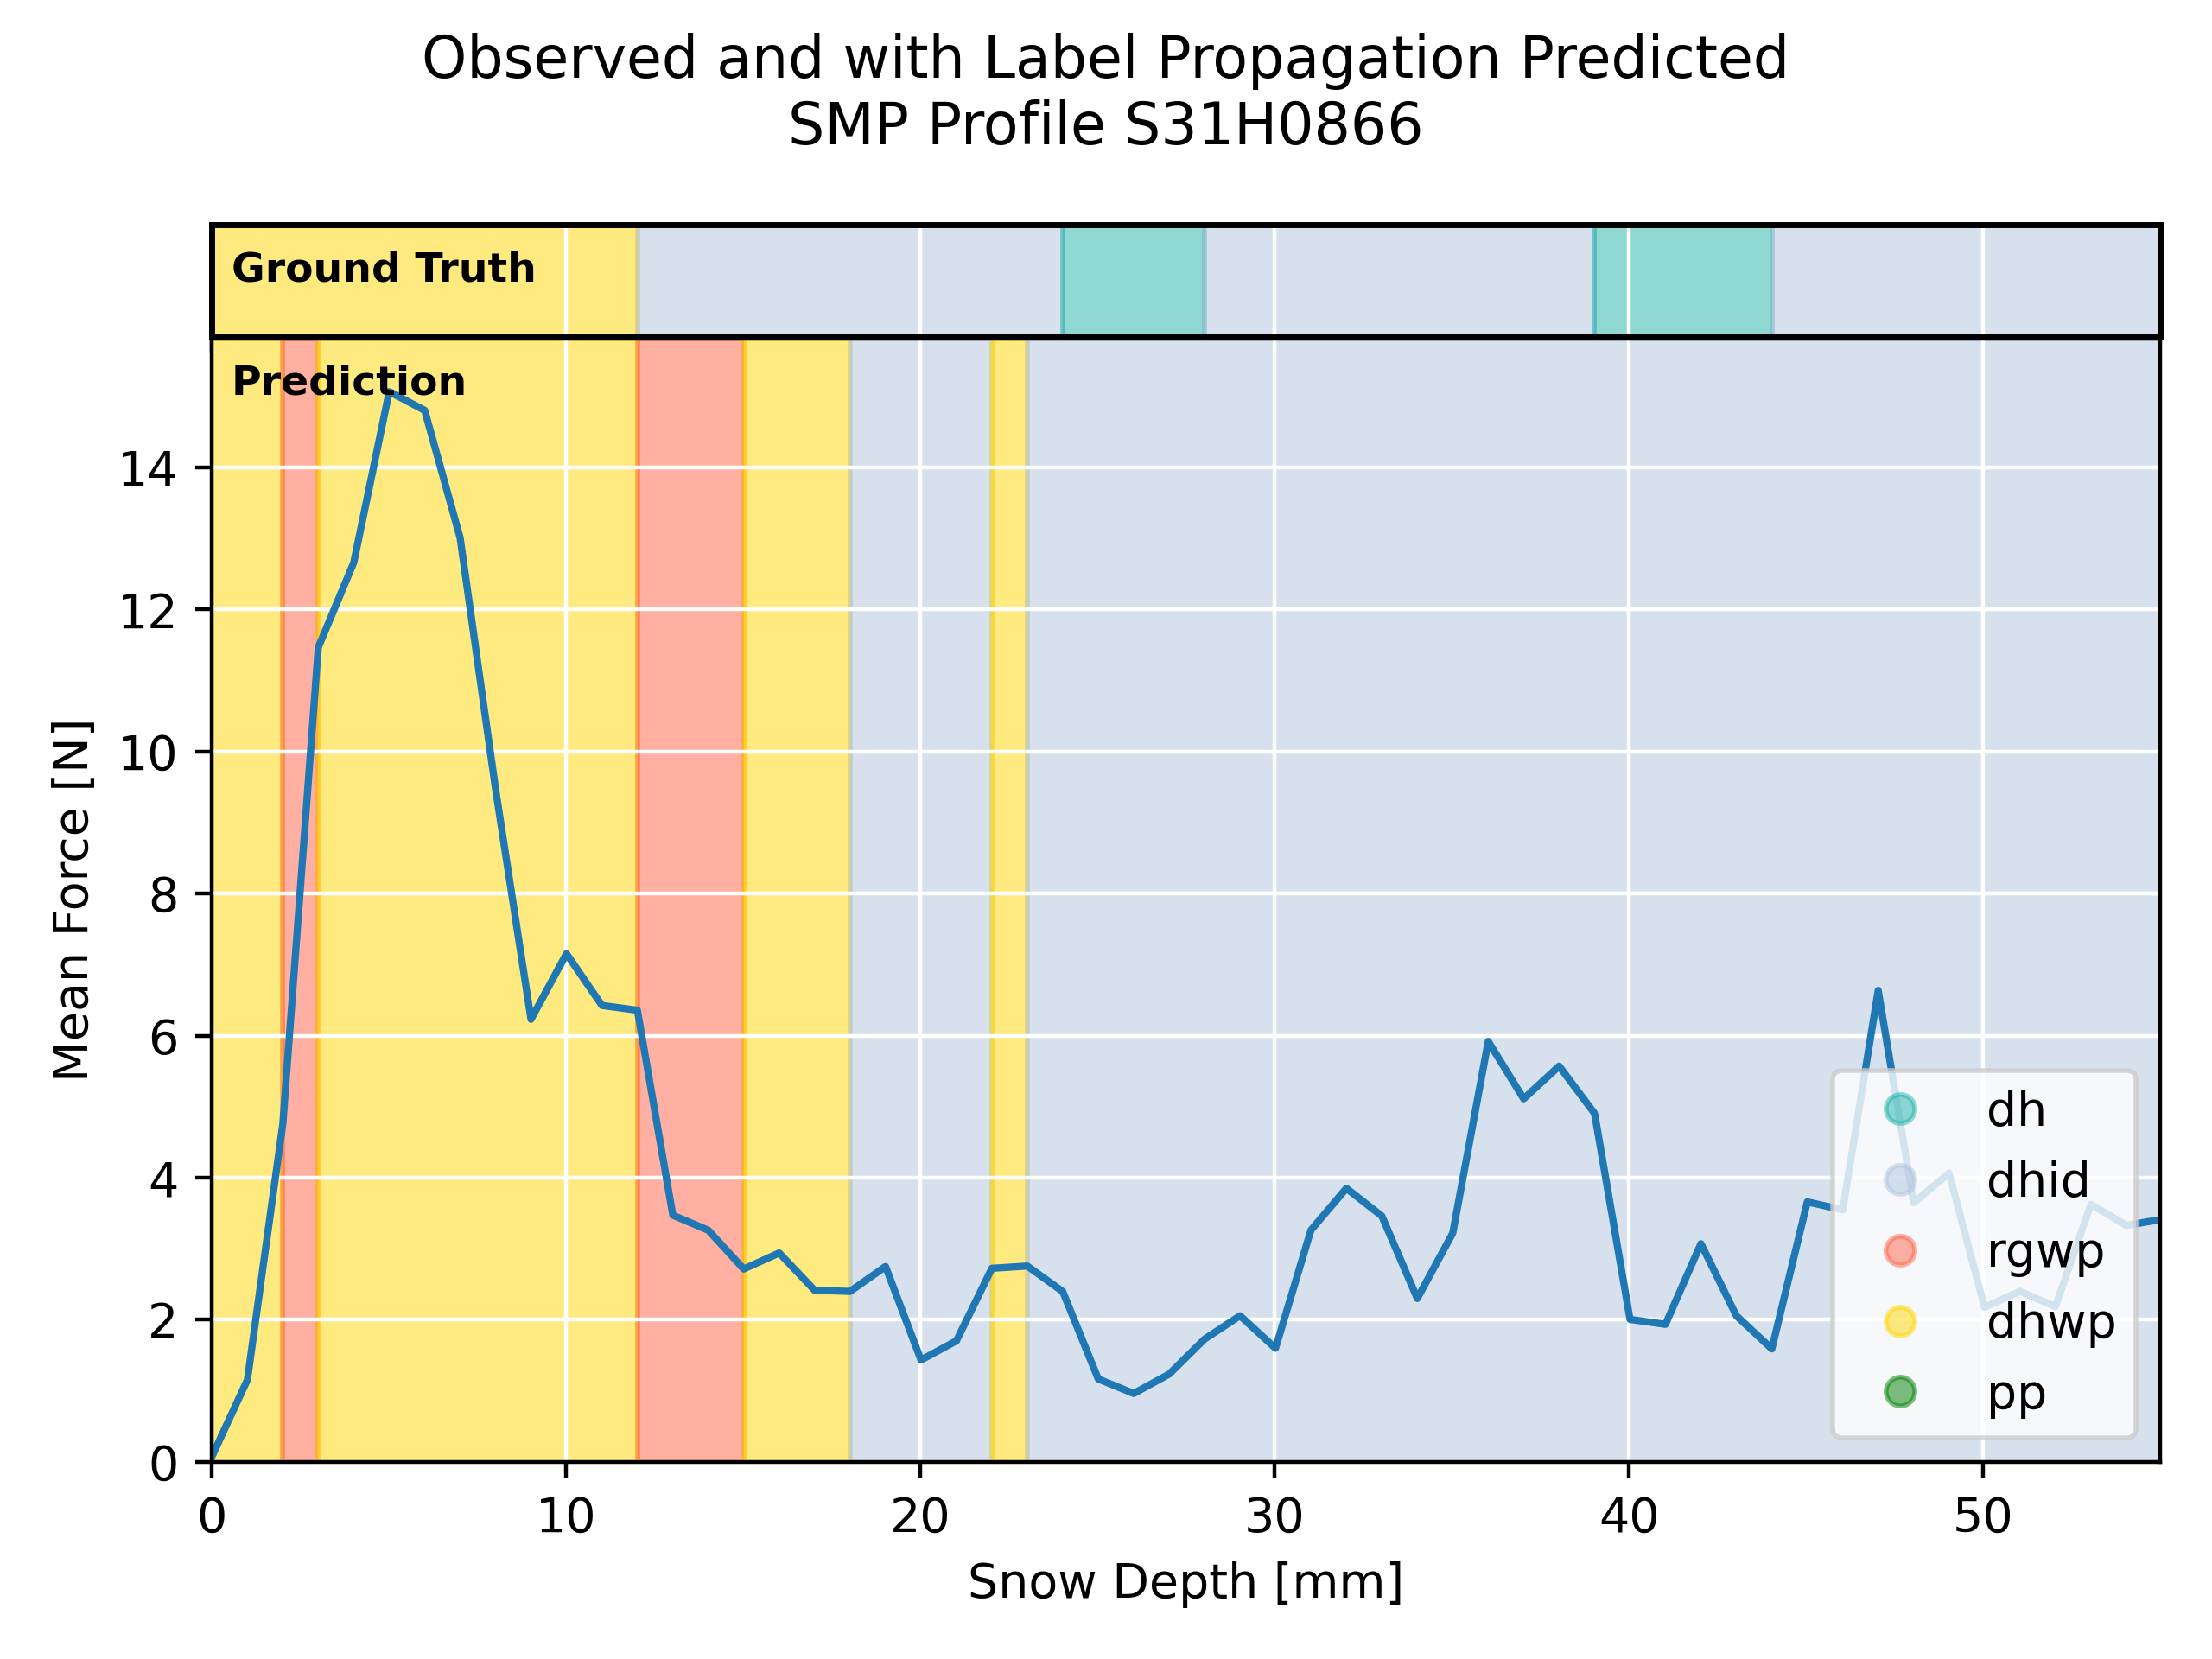 Observed and with Label Propagation Predicted
SMP Profile S31H0866
Ground Truth
Prediction
14
12
10
8
6
4
2
0
Mean Force [N]
dh
dhid
rgwp
dhwp
pp
0 10 20 30 40 50
Snow Depth [mm]